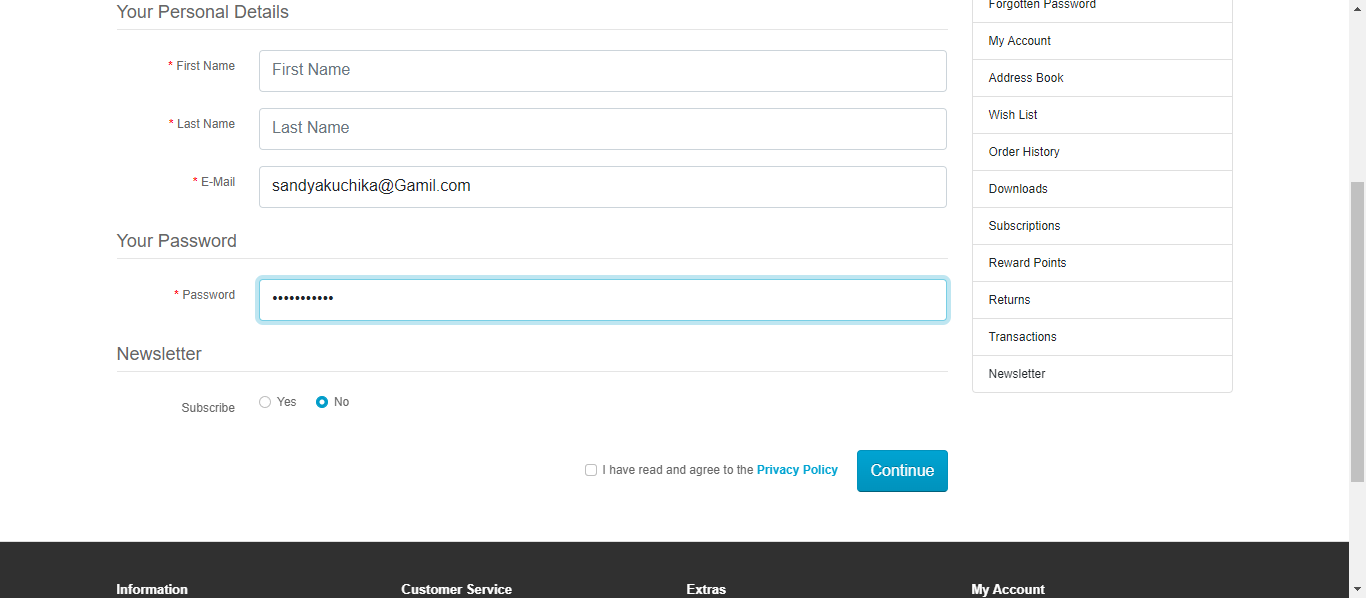 Your Personal Details
* First Name
First Name
* Last Name
Last Name
* E-Mail
sandyakuchika@Gamil.com
Your Password
* Password
•••••••••••
Newsletter
Subscribe
Yes
No
I have read and agree to the Privacy Policy
Continue
Forgotten Password
My Account
Address Book
Wish List
Order History
Downloads
Subscriptions
Reward Points
Returns
Transactions
Newsletter
Information
Customer Service
Extras
My Account